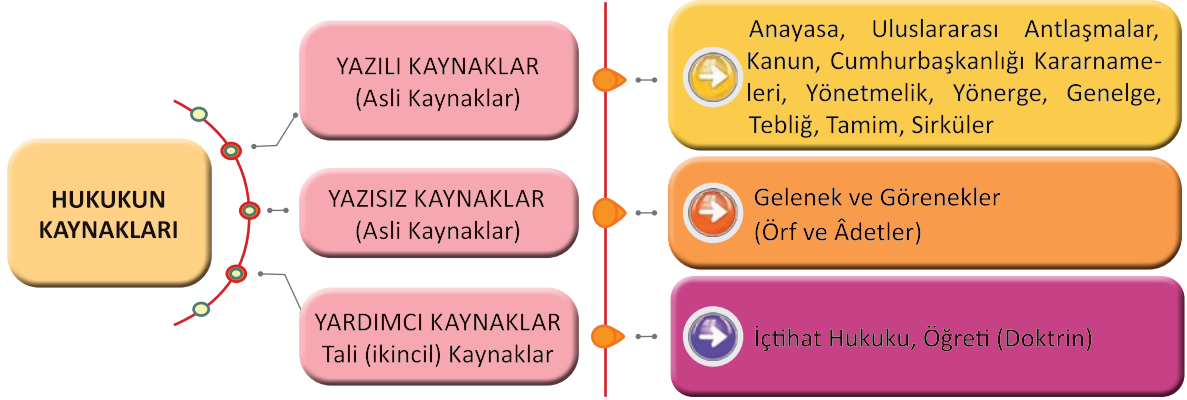 HUKUKUN
KAYNAKLARI
YAZILI KAYNAKLAR
(Asli Kaynaklar)
Anayasa, Uluslararası Antlaşmalar,
Kanun, Cumhurbaşkanlığı Kararname-
leri, Yönetmelik, Yönerge, Genelge,
Tebliğ, Tamim, Sirküler
YAZISIZ KAYNAKLAR
(Asli Kaynaklar)
Gelenek ve Görenekler
(Örf ve Âdetler)
YARDIMCI KAYNAKLAR
Tali (ikincil) Kaynaklar
İçtihat Hukuku, Öğreti (Doktrin)